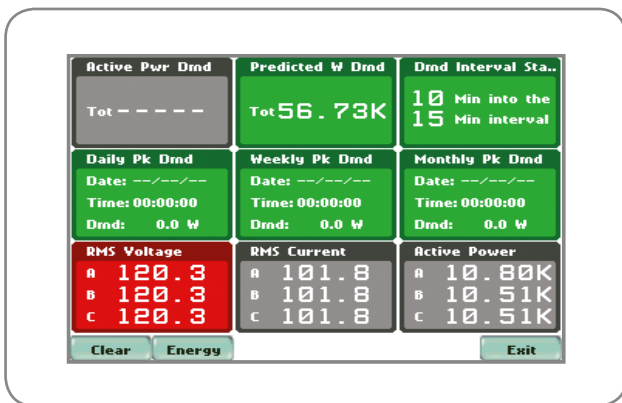 Active Pwr Dmd Predicted W Dmd Dmd Interval Sta..
Tot - - - - - Tot 56.73K 10 Min into the
15 Min interval
Daily Pk Dmd Weekly Pk Dmd Monthly Pk Dmd
Date: --/--/-- Date: --/--/-- Date: --/--/--
Time: 00:00:00 Time: 00:00:00 Time: 00:00:00
Dmd: 0.0 W Dmd: 0.0 W Dmd: 0.0 W
RMS Voltage RMS Current Active Power
A 120.3 A 101.8 A 10.80K
B 120.3 B 101.8 B 10.51K
C 120.3 C 101.8 C 10.51K
Clear Energy Exit